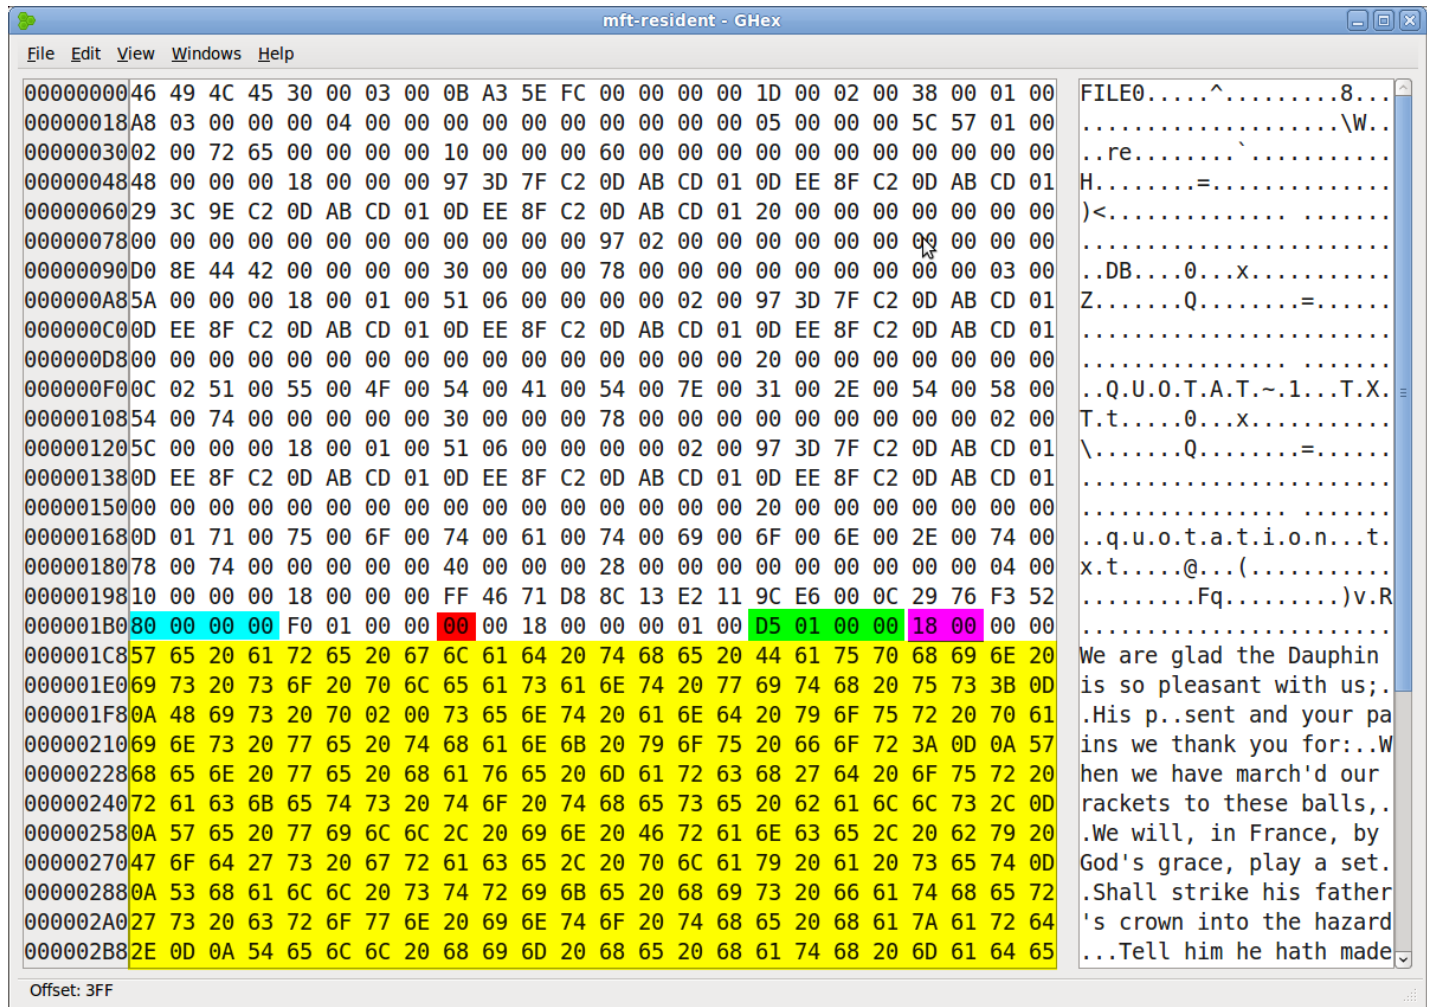 mft-resident - GHex
File Edit View Windows Help
00000000 46 49 4C 45 30 00 03 00 0B A3 5E FC 00 00 00 00 1D 00 02 00 38 00 01 00 FILE0.....^.........8...
00000018 A8 03 00 00 00 04 00 00 00 00 00 00 00 00 00 00 05 00 00 00 5C 57 01 00 ....................\W..
00000030 02 00 72 65 00 00 00 00 10 00 00 00 60 00 00 00 00 00 00 00 00 00 00 00 ..re........`...........
00000048 48 00 00 00 18 00 00 00 97 3D 7F C2 0D AB CD 01 0D EE 8F C2 0D AB CD 01 H........=..............
00000060 29 3C 9E C2 0D AB CD 01 0D EE 8F C2 0D AB CD 01 20 00 00 00 00 00 00 00 )<.............. .......
00000078 00 00 00 00 00 00 00 00 00 00 00 00 97 02 00 00 00 00 00 00 00 00 00 00 ........................
00000090 D0 8E 44 42 00 00 00 00 30 00 00 00 78 00 00 00 00 00 00 00 00 00 03 00 ..DB....0...x...........
000000A8 5A 00 00 00 18 00 01 00 51 06 00 00 00 00 02 00 97 3D 7F C2 0D AB CD 01 Z.......Q........=......
000000C0 0D EE 8F C2 0D AB CD 01 0D EE 8F C2 0D AB CD 01 0D EE 8F C2 0D AB CD 01 ........................
000000D8 00 00 00 00 00 00 00 00 00 00 00 00 00 00 00 00 20 00 00 00 00 00 00 00 ................ .......
000000F0 0C 02 51 00 55 00 4F 00 54 00 41 00 54 00 7E 00 31 00 2E 00 54 00 58 00 ..Q.U.O.T.A.T.~.1...T.X.
00000108 54 00 74 00 00 00 00 00 30 00 00 00 78 00 00 00 00 00 00 00 00 00 02 00 T.t.....0...x...........
00000120 5C 00 00 00 18 00 01 00 51 06 00 00 00 00 02 00 97 3D 7F C2 0D AB CD 01 \.......Q........=......
00000138 0D EE 8F C2 0D AB CD 01 0D EE 8F C2 0D AB CD 01 0D EE 8F C2 0D AB CD 01 ........................
00000150 00 00 00 00 00 00 00 00 00 00 00 00 00 00 00 00 20 00 00 00 00 00 00 00 ................ .......
00000168 0D 01 71 00 75 00 6F 00 74 00 61 00 74 00 69 00 6F 00 6E 00 2E 00 74 00 ..q.u.o.t.a.t.i.o.n...t.
00000180 78 00 74 00 00 00 00 00 40 00 00 00 28 00 00 00 00 00 00 00 00 00 04 00 x.t.....@...(...........
00000198 10 00 00 00 18 00 00 00 FF 46 71 D8 8C 13 E2 11 9C E6 00 0C 29 76 F3 52 .........Fq.........)v.R
000001B0 80 00 00 00 F0 01 00 00 00 00 18 00 00 00 01 00 D5 01 00 00 18 00 00 00 ........................
000001C8 57 65 20 61 72 65 20 67 6C 61 64 20 74 68 65 20 44 61 75 70 68 69 6E 20 We are glad the Dauphin
000001E0 69 73 20 73 6F 20 70 6C 65 61 73 61 6E 74 20 77 69 74 68 20 75 73 3B 0D is so pleasant with us;.
000001F8 0A 48 69 73 20 70 02 00 73 65 6E 74 20 61 6E 64 20 79 6F 75 72 20 70 61 .His p..sent and your pa
00000210 69 6E 73 20 77 65 20 74 68 61 6E 6B 20 79 6F 75 20 66 6F 72 3A 0D 0A 57 ins we thank you for:..W
00000228 68 65 6E 20 77 65 20 68 61 76 65 20 6D 61 72 63 68 27 64 20 6F 75 72 20 hen we have march'd our
00000240 72 61 63 6B 65 74 73 20 74 6F 20 74 68 65 73 65 20 62 61 6C 6C 73 2C 0D rackets to these balls,.
00000258 0A 57 65 20 77 69 6C 6C 2C 20 69 6E 20 46 72 61 6E 63 65 2C 20 62 79 20 .We will, in France, by
00000270 47 6F 64 27 73 20 67 72 61 63 65 2C 20 70 6C 61 79 20 61 20 73 65 74 0D God's grace, play a set.
00000288 0A 53 68 61 6C 6C 20 73 74 72 69 6B 65 20 68 69 73 20 66 61 74 68 65 72 .Shall strike his father
000002A0 27 73 20 63 72 6F 77 6E 20 69 6E 74 6F 20 74 68 65 20 68 61 7A 61 72 64 's crown into the hazard
000002B8 2E 0D 0A 54 65 6C 6C 20 68 69 6D 20 68 65 20 68 61 74 68 20 6D 61 64 65 ...Tell him he hath made
Offset: 3FF